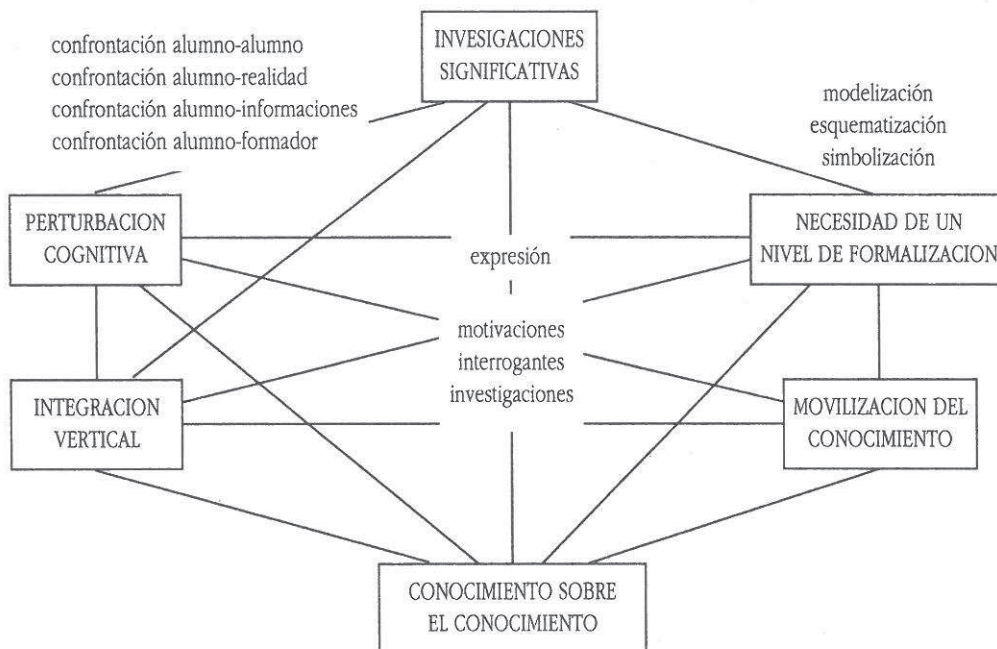 confrontación alumno-alumno
confrontación alumno-realidad
confrontación alumno-informaciones
confrontación alumno-formador
INVESIGACIONES
SIGNIFICATIVAS
modelización
esquematización
simbolización
PERTURBACION
COGNITIVA
NECESIDAD DE UN
NIVEL DE FORMALIZACION
expresión
motivaciones
interrogantes
investigaciones
INTEGRACION
VERTICAL
MOVILIZACION DEL
CONOCIMIENTO
CONOCIMIENTO SOBRE
EL CONOCIMIENTO